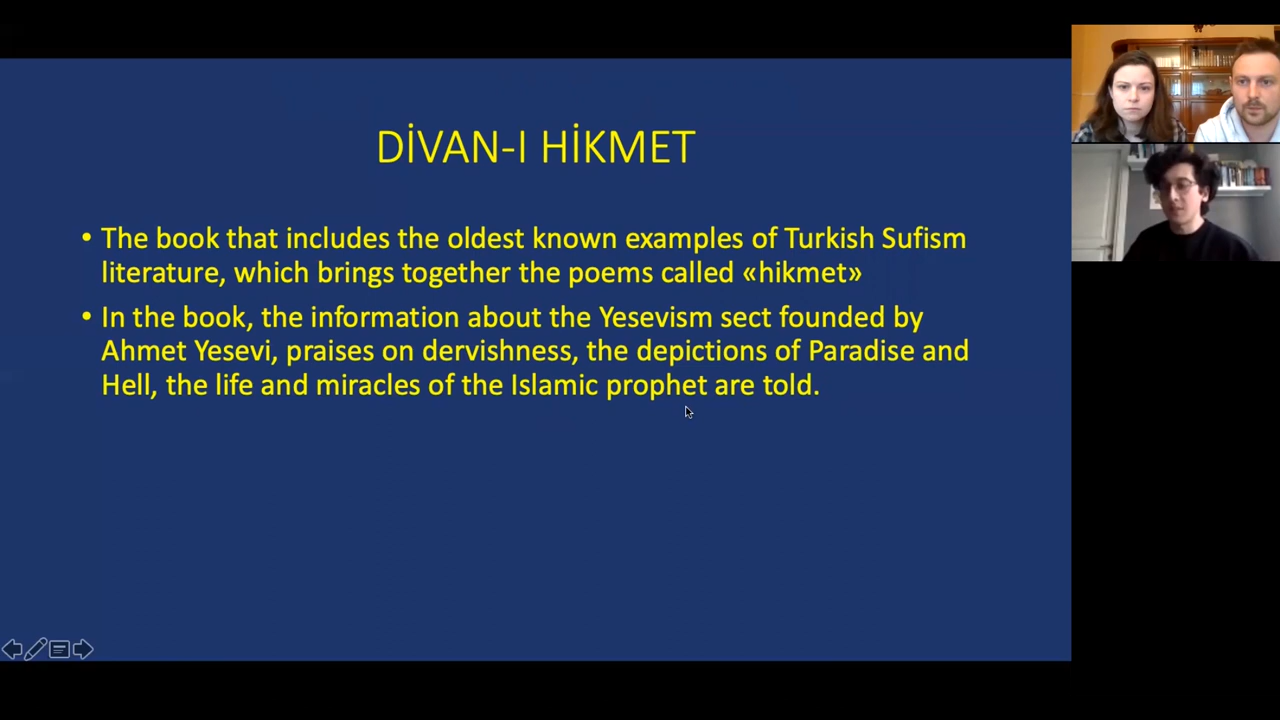 DİVAN-I HİKMET
• The book that includes the oldest known examples of Turkish Sufism
literature, which brings together the poems called «hikmet»
• In the book, the information about the Yesevism sect founded by
Ahmet Yesevi, praises on dervishness, the depictions of Paradise and
Hell, the life and miracles of the Islamic prophet are told.